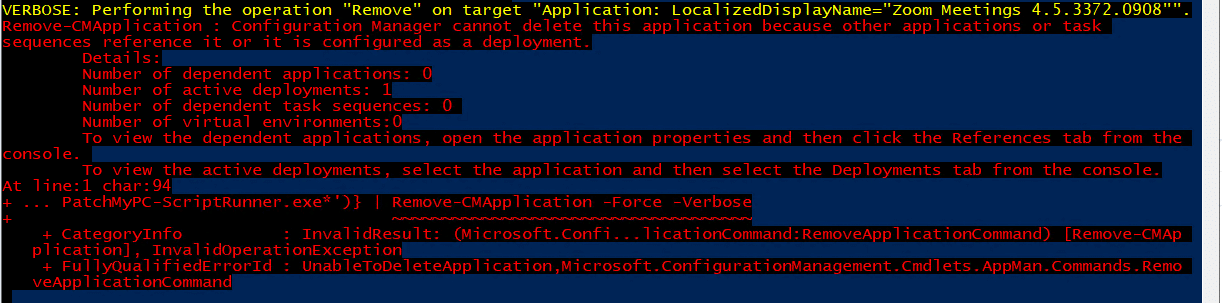 VERBOSE: Performing the operation "Remove" on target "Application: LocalizedDisplayName="Zoom Meetings 4.5.3372.0908"".
Remove-CMApplication : Configuration Manager cannot delete this application because other applications or task
sequences reference it or it is configured as a deployment.
Details:
Number of dependent applications: 0
Number of active deployments: 1
Number of dependent task sequences: 0
Number of virtual environments:0
To view the dependent applications, open the application properties and then click the References tab from the
console.
To view the active deployments, select the application and then select the Deployments tab from the console.
At line:1 char:94
+ ... PatchMyPC-ScriptRunner.exe*')} | Remove-CMApplication -Force -Verbose
+                                      ~~~~~~~~~~~~~~~~~~~~~~~~~~~~~~~~~~~~
+ CategoryInfo          : InvalidResult: (Microsoft.Confi...licationCommand:RemoveApplicationCommand) [Remove-CMAp
plication], InvalidOperationException
+ FullyQualifiedErrorId : UnableToDeleteApplication,Microsoft.ConfigurationManagement.Cmdlets.AppMan.Commands.Remo
veApplicationCommand